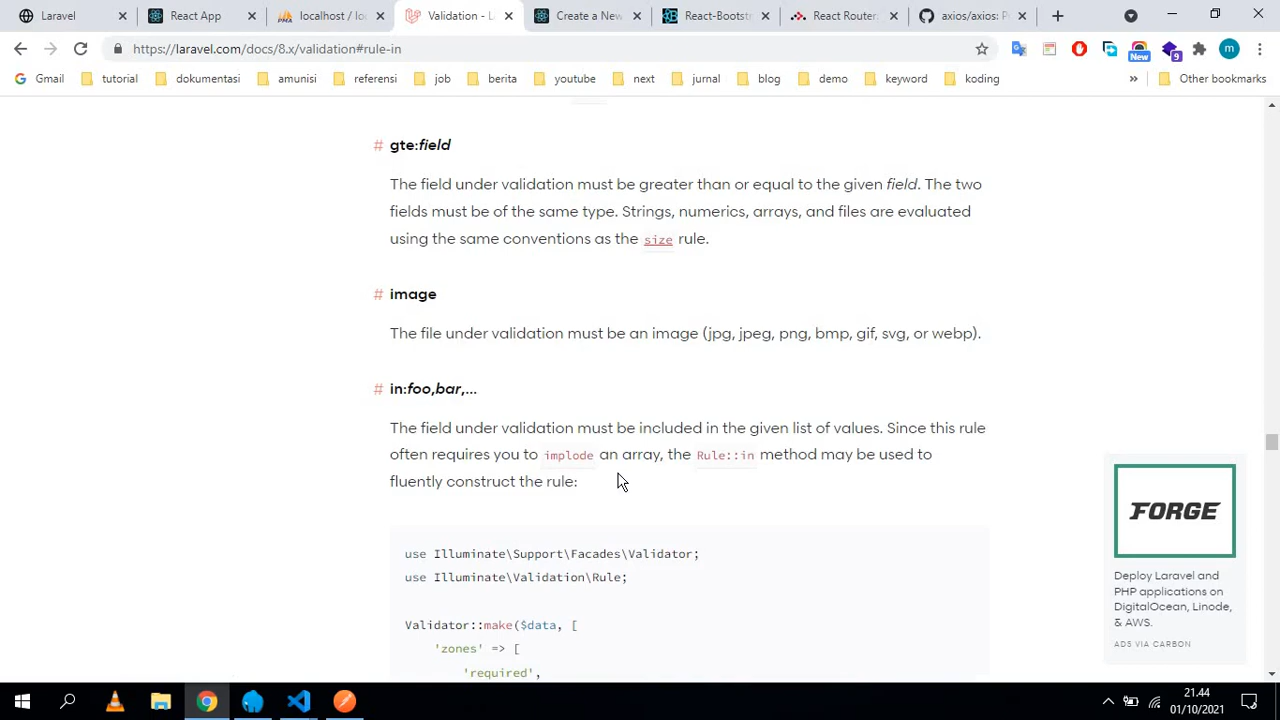 Laravel
React App
localhost / loc
Validation - L
Create a New
React-Bootst
React Router:
axios/axios: P
https://laravel.com/docs/8.x/validation#rule-in
New
9
m
Gmail
tutorial
dokumentasi
amunisi
referensi
job
berita
youtube
next
jurnal
blog
demo
keyword
koding
»
Other bookmarks
# gte:field
The field under validation must be greater than or equal to the given field. The two
fields must be of the same type. Strings, numerics, arrays, and files are evaluated
using the same conventions as the size rule.
# image
The file under validation must be an image (jpg, jpeg, png, bmp, gif, svg, or webp).
# in:foo,bar,...
The field under validation must be included in the given list of values. Since this rule
often requires you to implode an array, the Rule::in method may be used to
fluently construct the rule:
use Illuminate\Support\Facades\Validator;
use Illuminate\Validation\Rule;
Validator::make($data, [
'zones' => [
'required',
FORGE
Deploy Laravel and
PHP applications on
DigitalOcean, Linode,
& AWS.
ADS VIA CARBON
21.44
01/10/2021